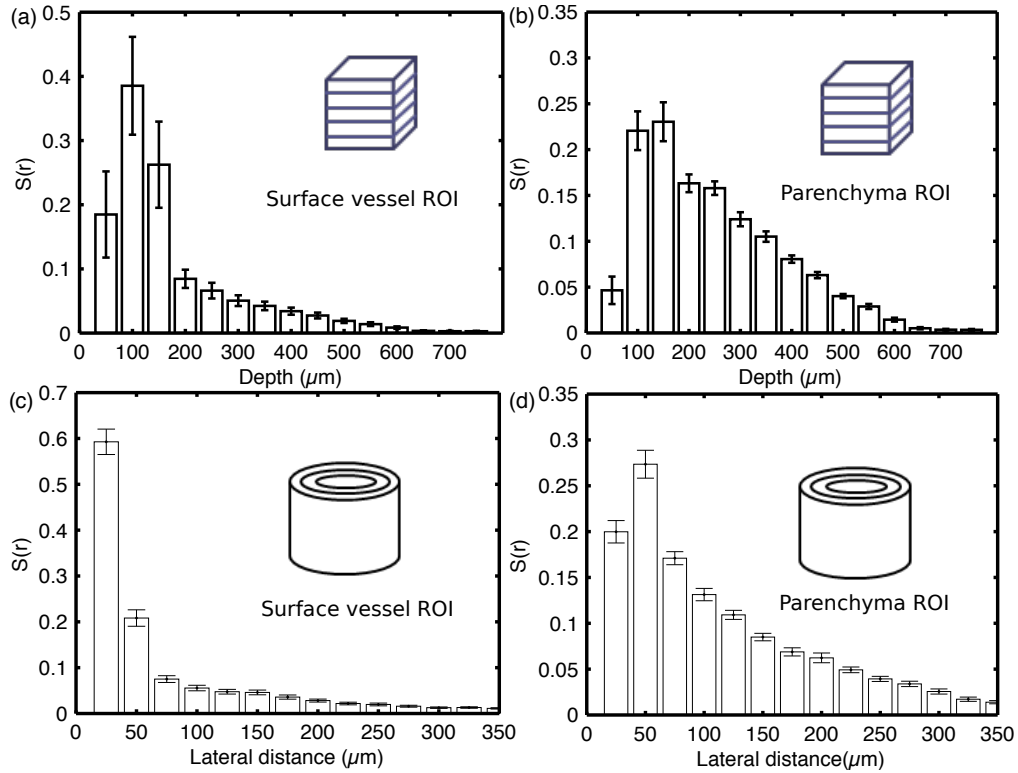 (a)
0.5
0.4
0.3
0.2
0.1
0
S(r)
0 100 200 300 400 500 600 700
Depth (µm)
Surface vessel ROI
(b)
0.35
0.3
0.25
0.2
0.15
0.1
0.05
0
S(r)
0 100 200 300 400 500 600 700
Depth (µm)
Parenchyma ROI
(c)
0.7
0.6
0.5
0.4
0.3
0.2
0.1
0
S(r)
0 50 100 150 200 250 300 350
Lateral distance (µm)
Surface vessel ROI
(d)
0.35
0.3
0.25
0.2
0.15
0.1
0.05
0
S(r)
0 50 100 150 200 250 300 350
Lateral distance(µm)
Parenchyma ROI